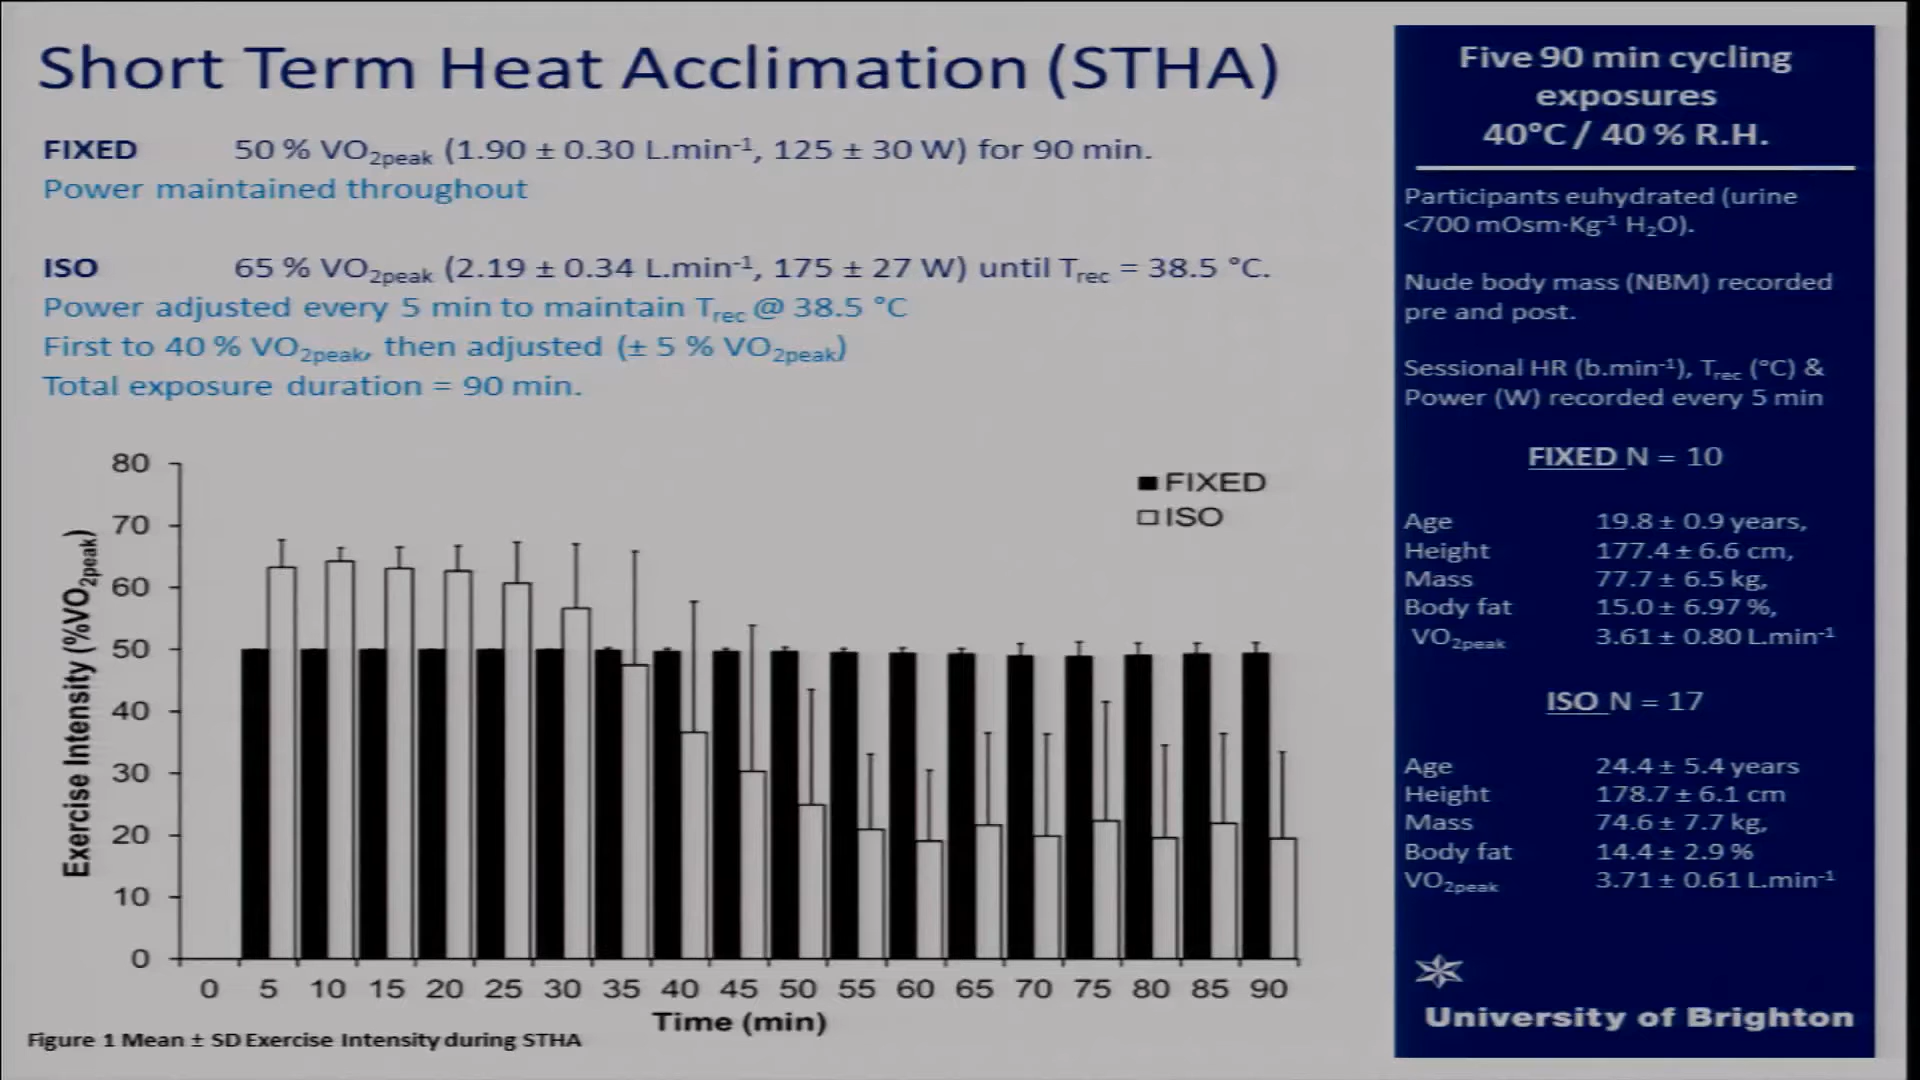 Short Term Heat Acclimation (STHA)
FIXED 50 % VO2peak (1.90 ± 0.30 L.min-1, 125 ± 30 W) for 90 min.
Power maintained throughout
ISO 65 % VO2peak (2.19 ± 0.34 L.min-1, 175 ± 27 W) until Trec = 38.5 °C.
Power adjusted every 5 min to maintain Trec @ 38.5 °C
First to 40 % VO2peak, then adjusted (± 5 % VO2peak)
Total exposure duration = 90 min.
80
70
60
50
40
30
20
10
0
Exercise Intensity (%VO2peak)
FIXED
ISO
0 5 10 15 20 25 30 35 40 45 50 55 60 65 70 75 80 85 90
Time (min)
Figure 1 Mean ± SD Exercise Intensity during STHA
Five 90 min cycling
exposures
40°C / 40 % R.H.
Participants euhydrated (urine
<700 mOsm·Kg-1 H2O).
Nude body mass (NBM) recorded
pre and post.
Sessional HR (b.min-1), Trec (°C) &
Power (W) recorded every 5 min
FIXED N = 10
Age 19.8 ± 0.9 years,
Height 177.4 ± 6.6 cm,
Mass 77.7 ± 6.5 kg,
Body fat 15.0 ± 6.97 %,
VO2peak 3.61 ± 0.80 L.min-1
ISO N = 17
Age 24.4 ± 5.4 years
Height 178.7 ± 6.1 cm
Mass 74.6 ± 7.7 kg,
Body fat 14.4 ± 2.9 %
VO2peak 3.71 ± 0.61 L.min-1
University of Brighton